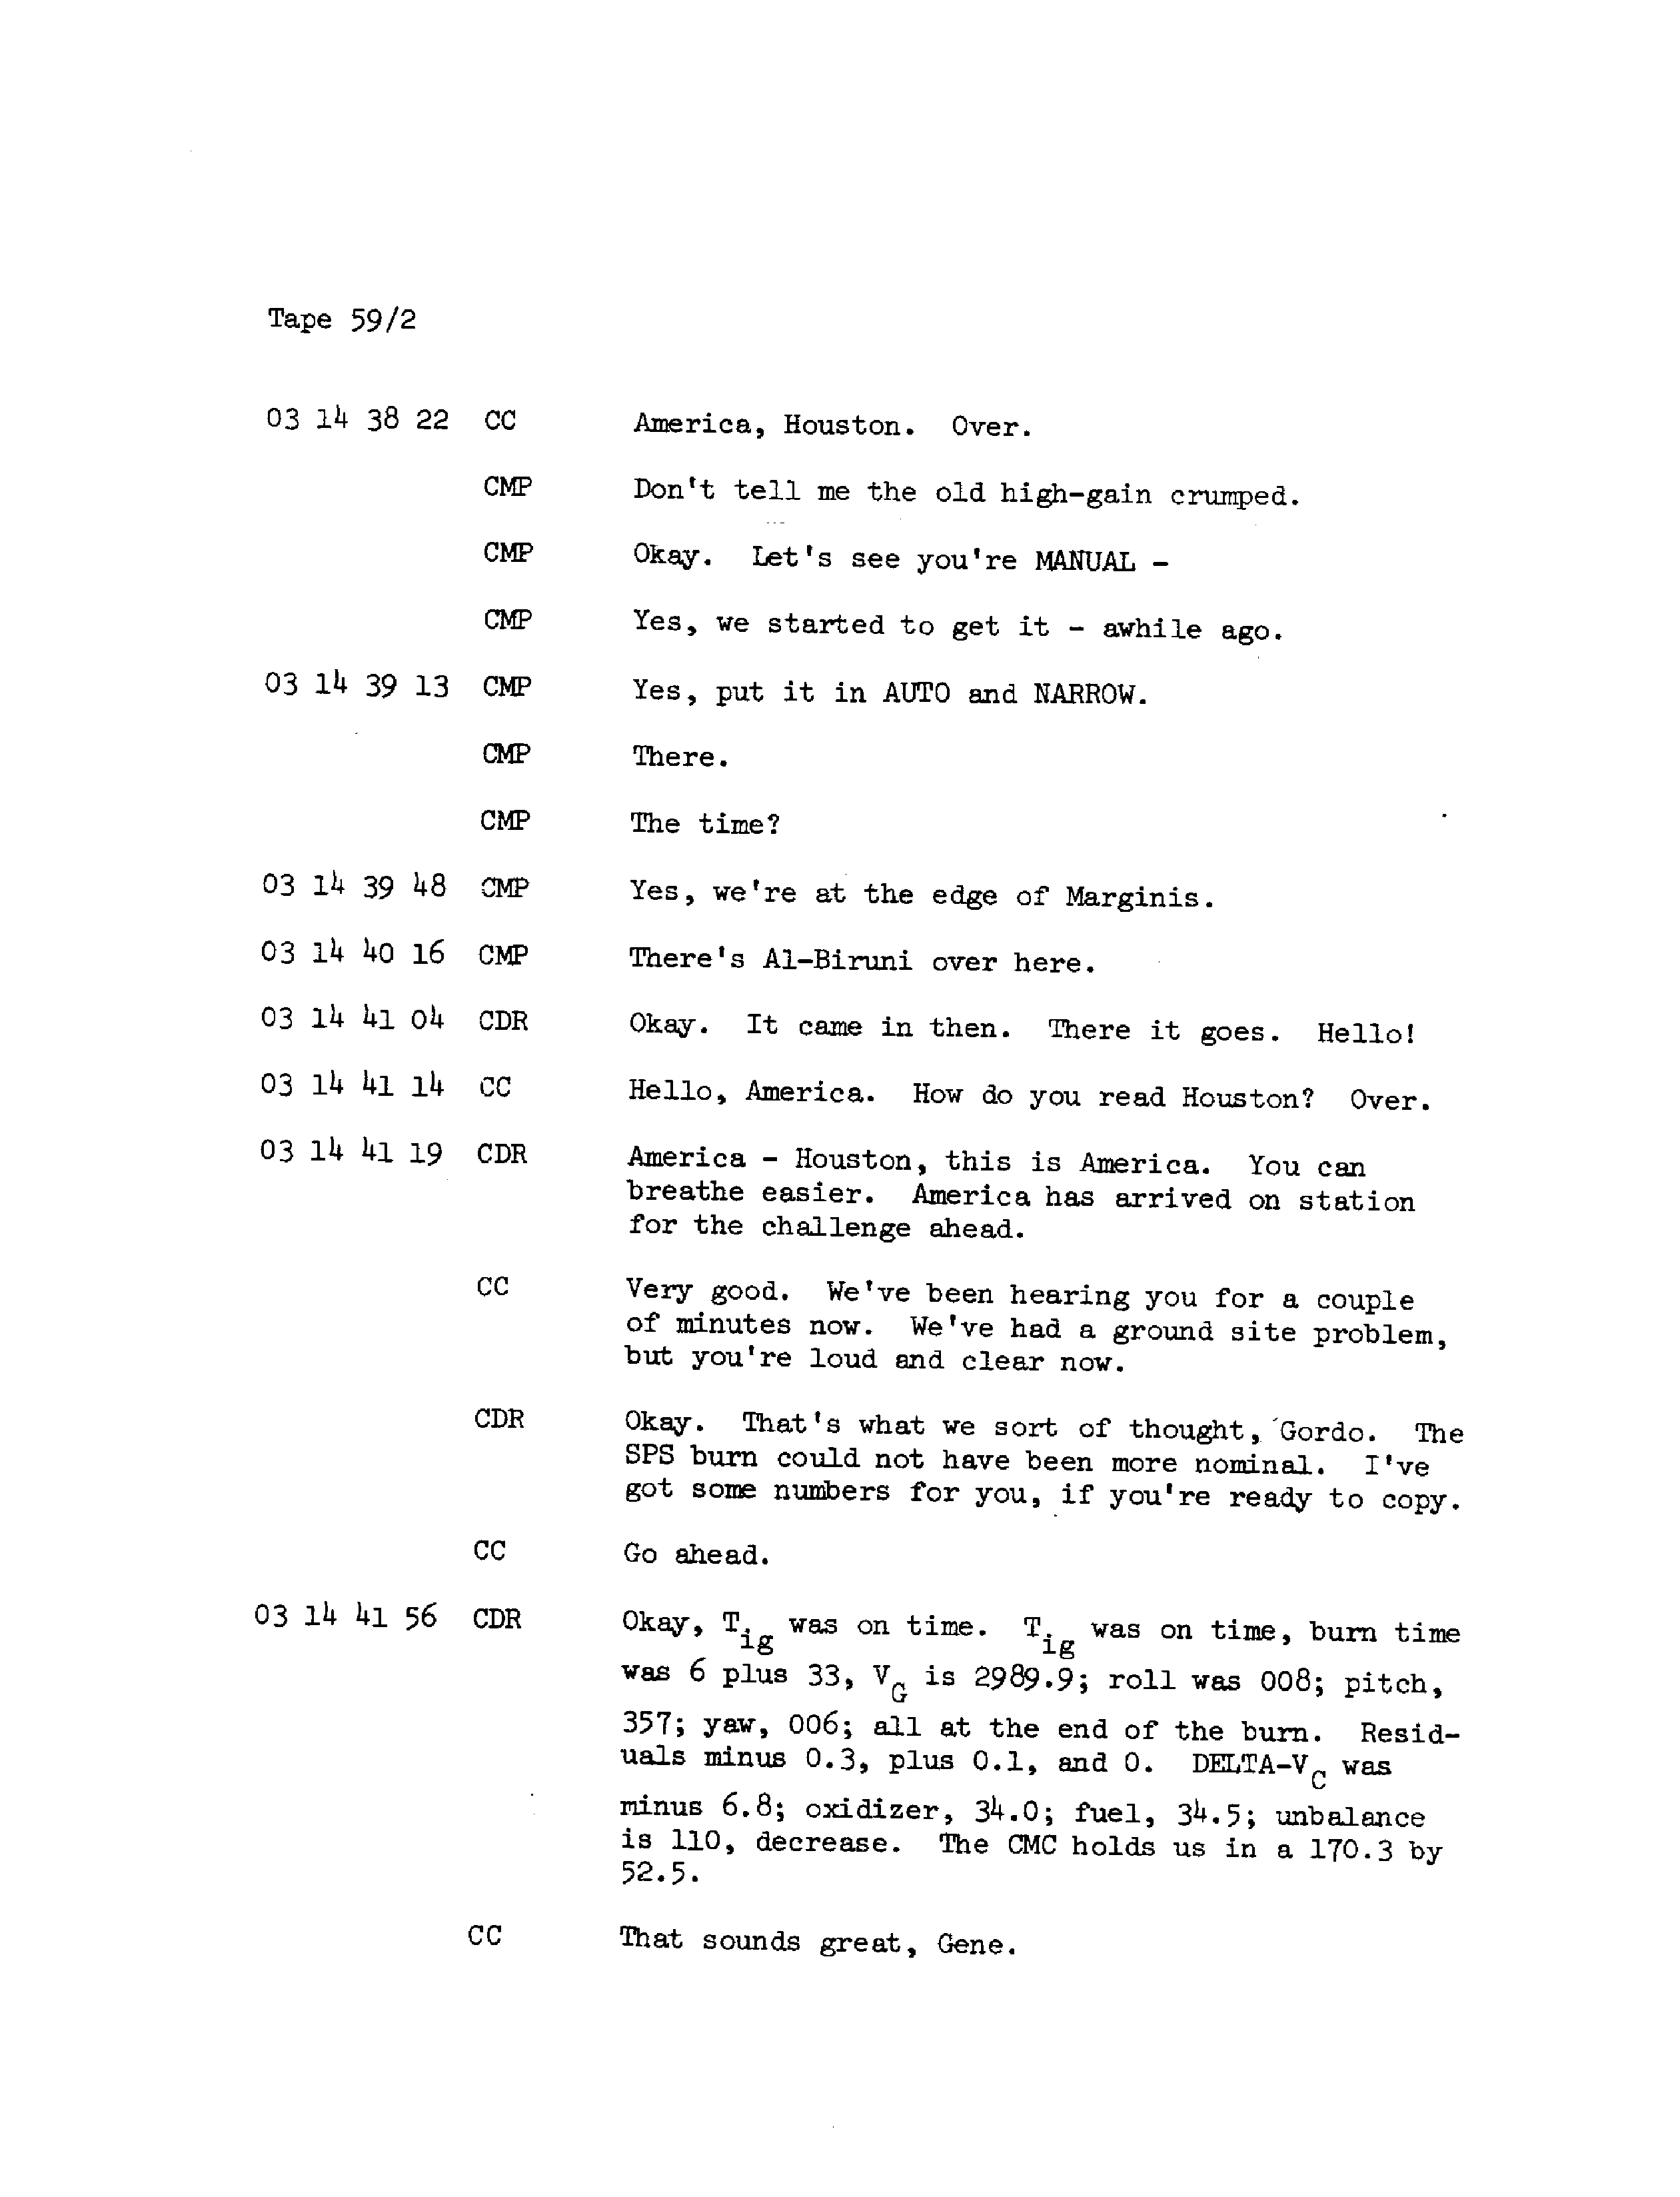 Tape 59/2
03 14 38 22 CC America, Houston. Over.
CMP Don't tell me the old high-gain crumped.
CMP Okay. Let's see you're MANUAL -
CMP Yes, we started to get it - awhile ago.
03 14 39 13 CMP Yes, put it in AUTO and NARROW.
CMP There.
CMP The time?
03 14 39 48 CMP Yes, we're at the edge of Marginis.
03 14 40 16 CMP There's Al-Biruni over here.
03 14 41 04 CDR Okay. It came in then. There it goes. Hello!
03 14 41 14 CC Hello, America. How do you read Houston? Over.
03 14 41 19 CDR America - Houston, this is America. You can
breathe easier. America has arrived on station
for the challenge ahead.
CC Very good. We've been hearing you for a couple
of minutes now. We've had a ground site problem,
but you're loud and clear now.
CDR Okay. That's what we sort of thought, Gordo. The
SPS burn could not have been more nominal. I've
got some numbers for you, if you're ready to copy.
CC Go ahead.
03 14 41 56 CDR Okay, Tig was on time. Tig was on time, burn time
was 6 plus 33, VG is 2989.9; roll was 008; pitch,
357; yaw, 006; all at the end of the burn. Resid-
uals minus 0.3, plus 0.1, and 0. DELTA-VC was
minus 6.8; oxidizer, 34.0; fuel, 34.5; unbalance
is 110, decrease. The CMC holds us in a 170.3 by
52.5.
CC That sounds great, Gene.